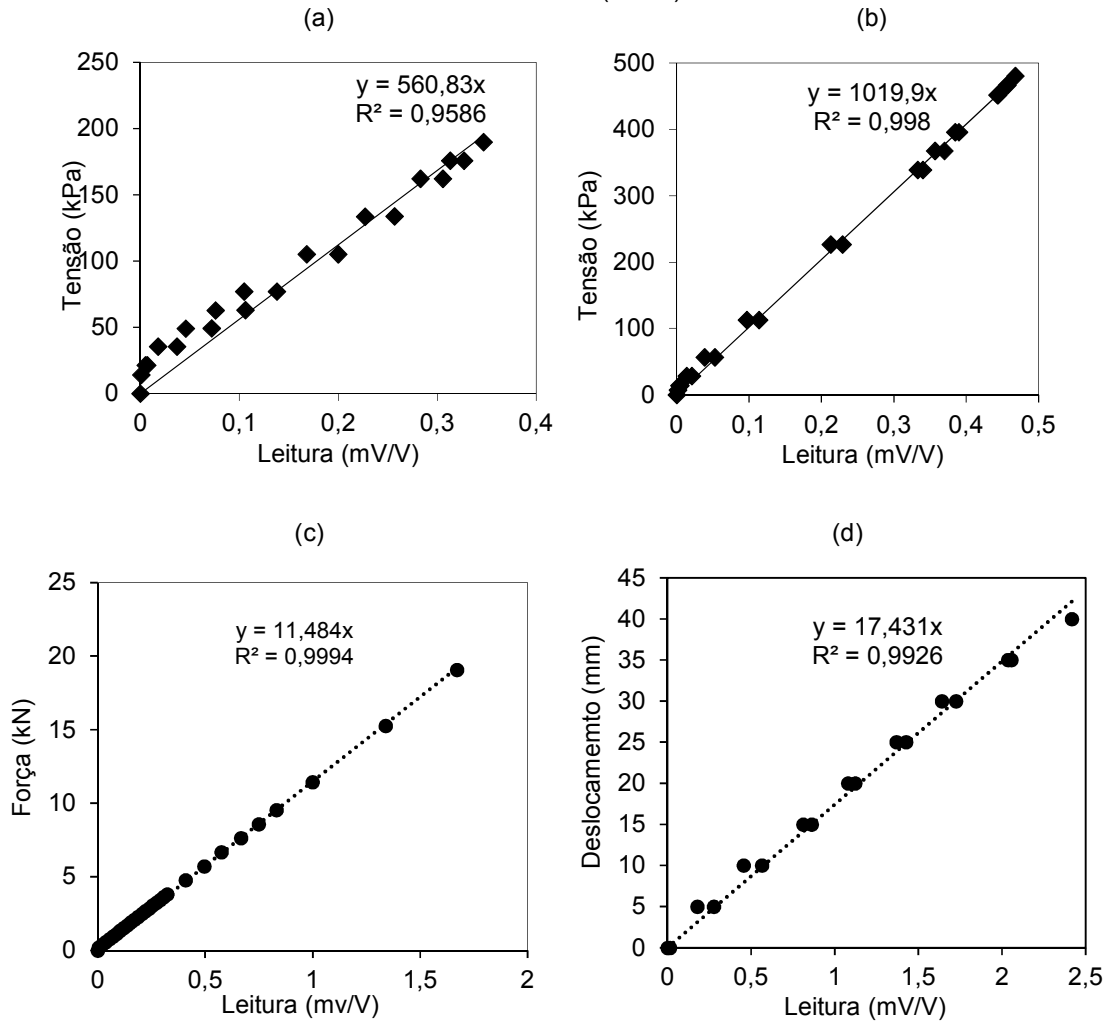 (a)
250
200
150
100
50
0
Tensão (kPa)
y = 560,83x
R² = 0,9586
0 0,1 0,2 0,3 0,4
Leitura (mV/V)
(b)
500
400
300
200
100
0
Tensão (kPa)
y = 1019,9x
R² = 0,998
0 0,1 0,2 0,3 0,4 0,5
Leitura (mV/V)
(c)
25
20
15
10
5
0
Força (kN)
y = 11,484x
R² = 0,9994
0 0,5 1 1,5 2
Leitura (mv/V)
(d)
45
40
35
30
25
20
15
10
5
0
Deslocamemto (mm)
y = 17,431x
R² = 0,9926
0 0,5 1 1,5 2 2,5
Leitura (mV/V)